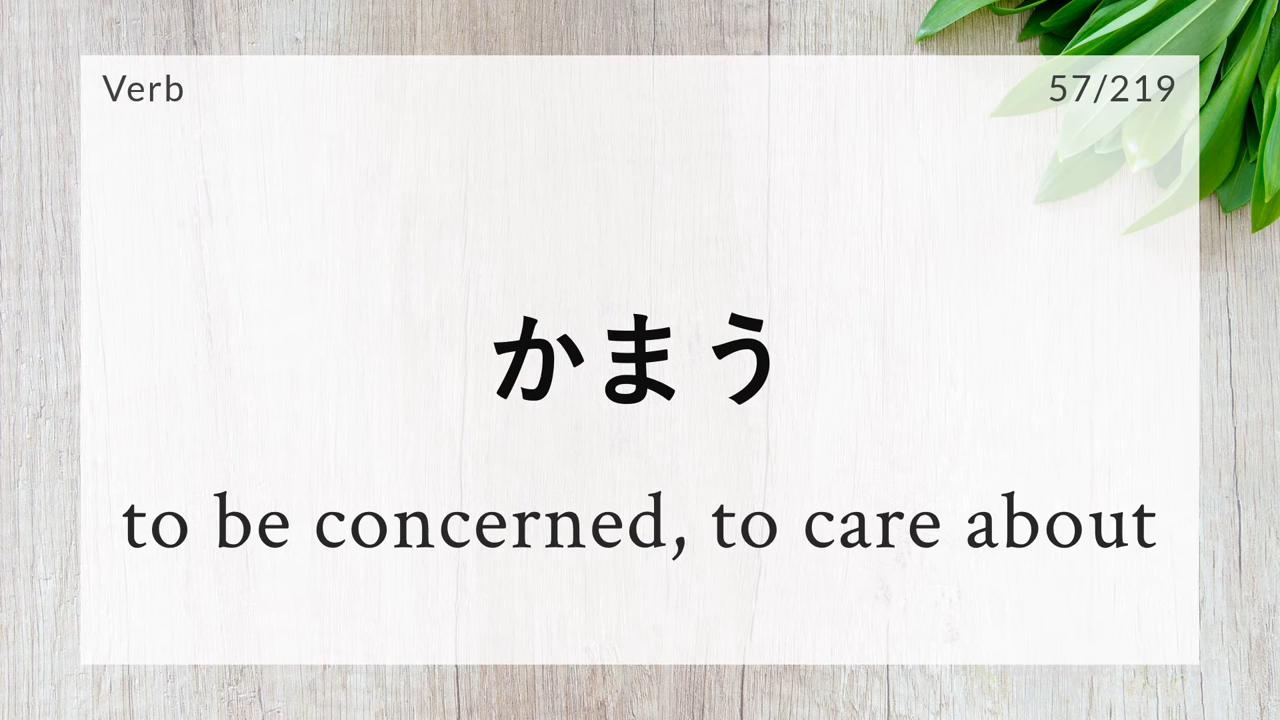 Verb
57/219
かまう
to be concerned, to care about